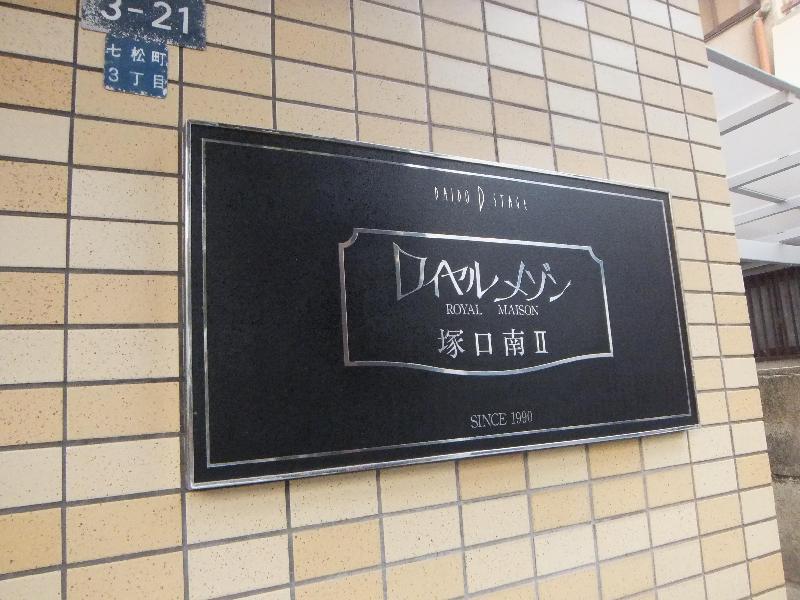 3-21
七松町
3丁目
DAIDO D STAGE
ロイヤルメゾン
ROYAL MAISON
塚口南Ⅱ
SINCE 1990